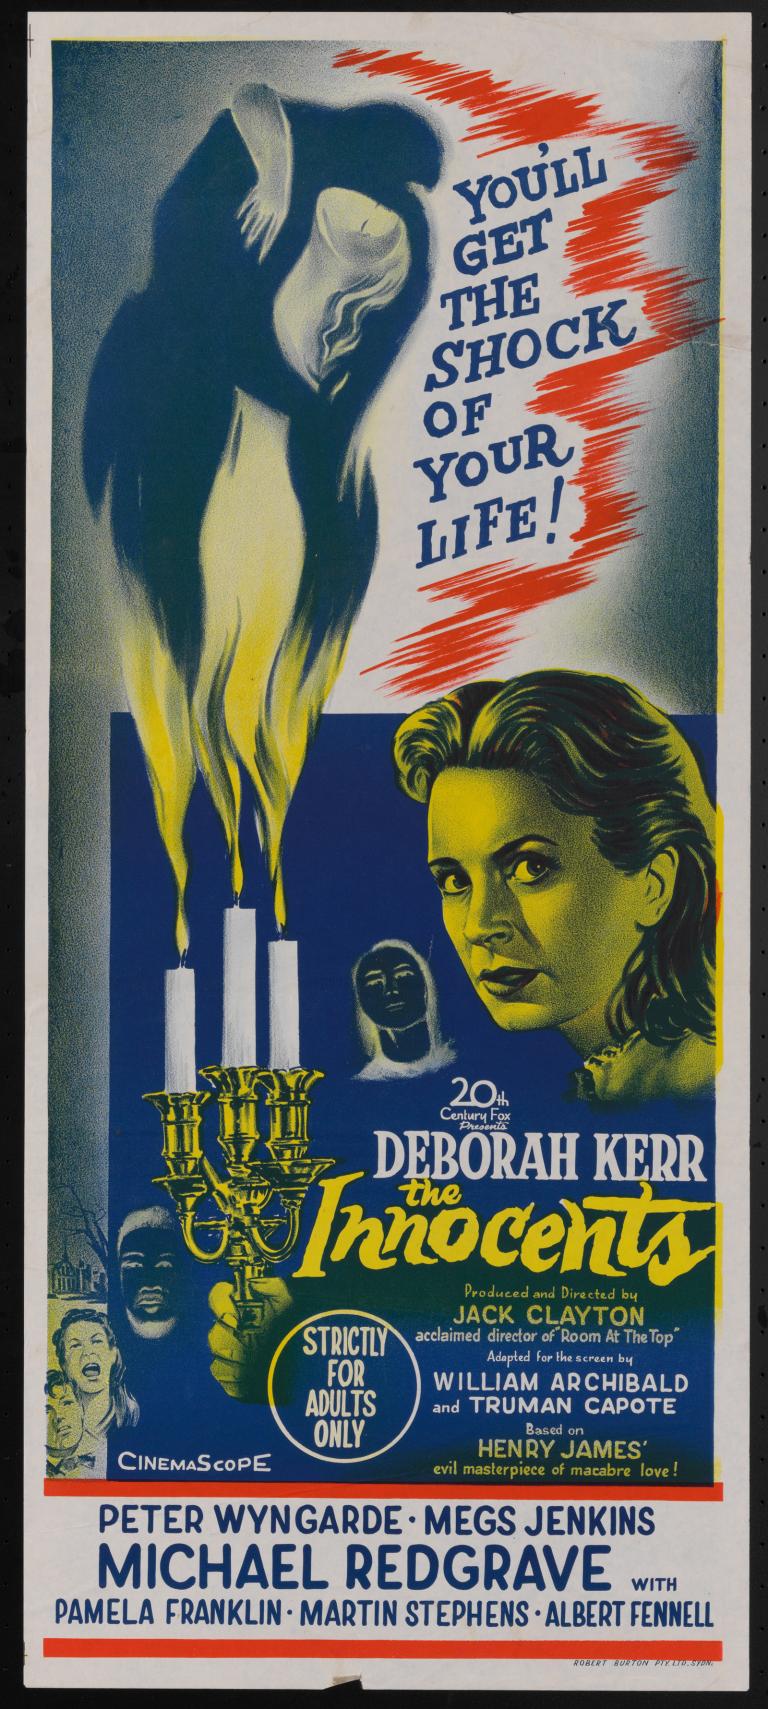 YOU'LL
GET
THE
SHOCK
OF
YOUR
LIFE!
20th
Century Fox
Presents
DEBORAH KERR
the
Innocents
Produced and Directed by
JACK CLAYTON
acclaimed director of "Room At The Top"
Adapted for the screen by
WILLIAM ARCHIBALD
and TRUMAN CAPOTE
Based on
HENRY JAMES'
evil masterpiece of macabre love!
STRICTLY
FOR
ADULTS
ONLY
CINEMASCOPE
PETER WYNGARDE · MEGS JENKINS
MICHAEL REDGRAVE WITH
PAMELA FRANKLIN · MARTIN STEPHENS · ALBERT FENNELL
ROBERT BURTON PTY. LTD. SYDN.